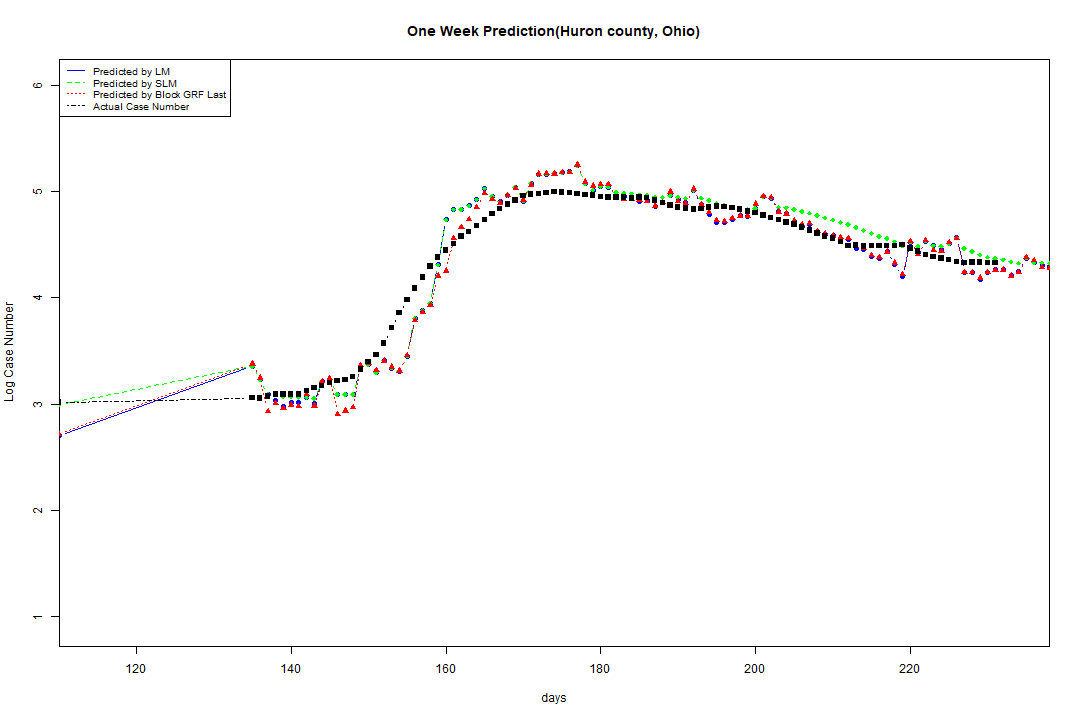 One Week Prediction(Huron county, Ohio)
Predicted by LM
Predicted by SLM
Predicted by Block GRF Last
Actual Case Number
6
5
4
3
2
1
Log Case Number
120 140 160 180 200 220
days